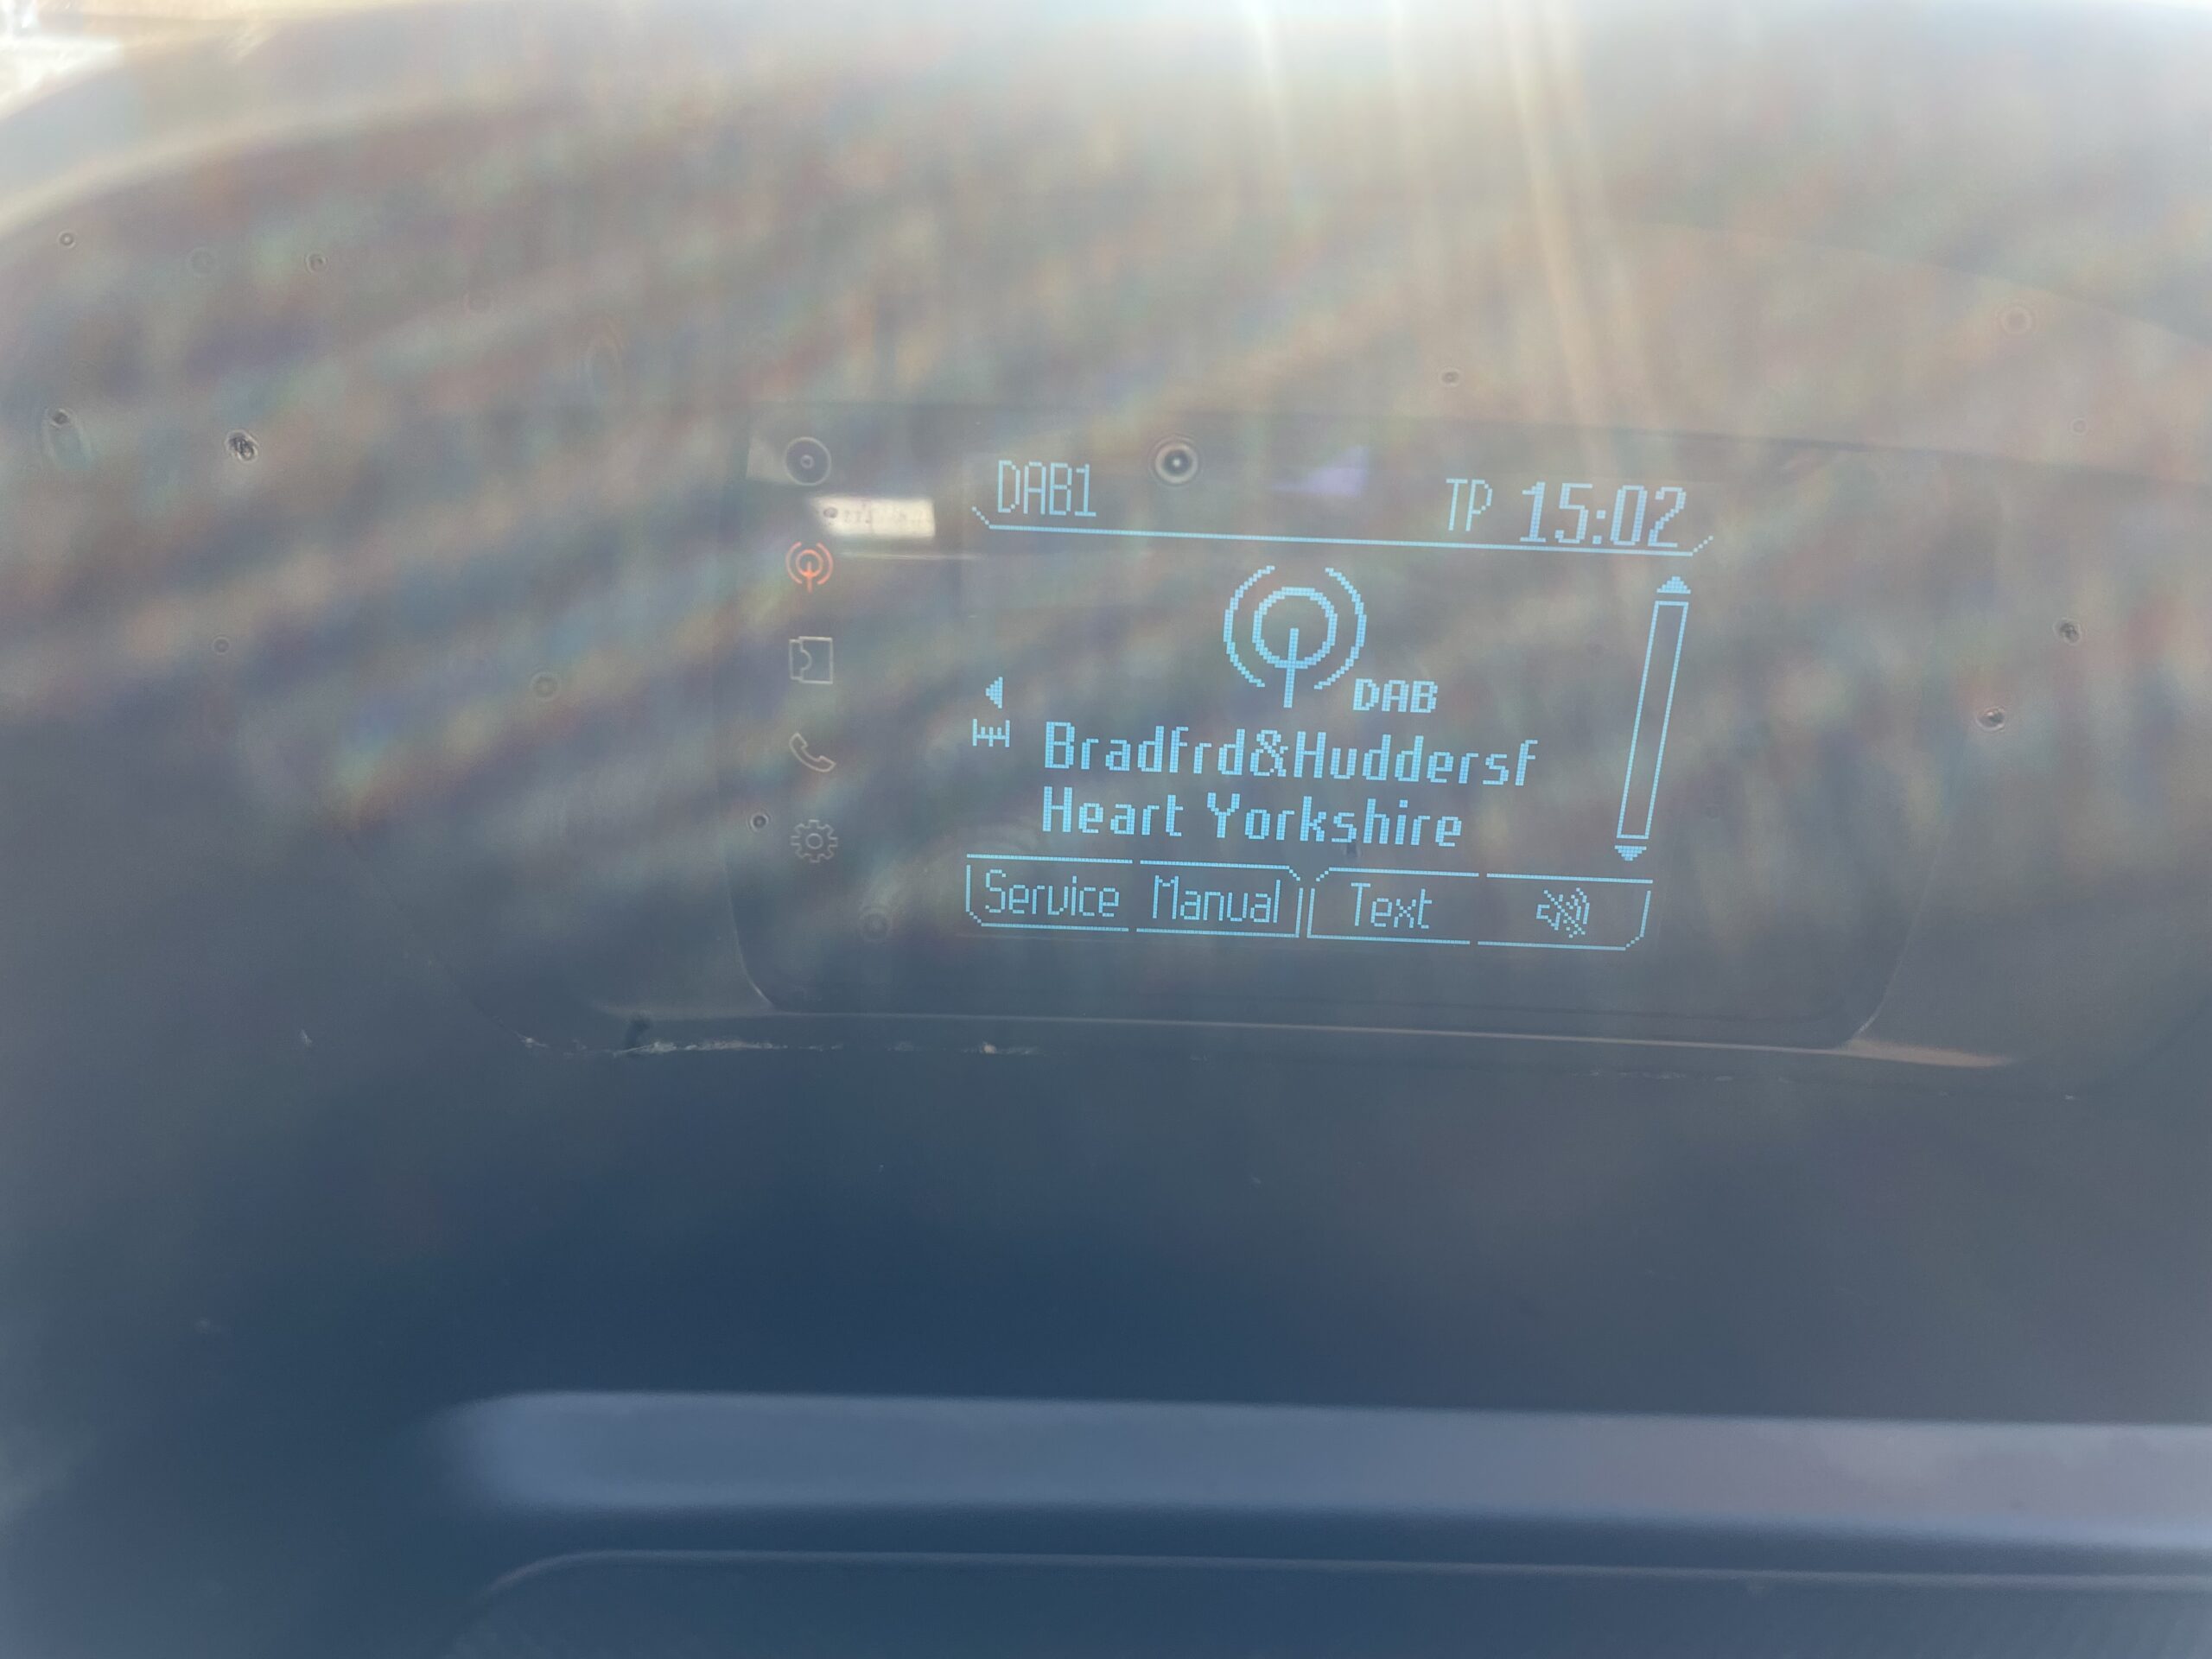 DAB1 TP 15:02
DAB
Bradfrd&Huddersf
Heart Yorkshire
Service Manual Text